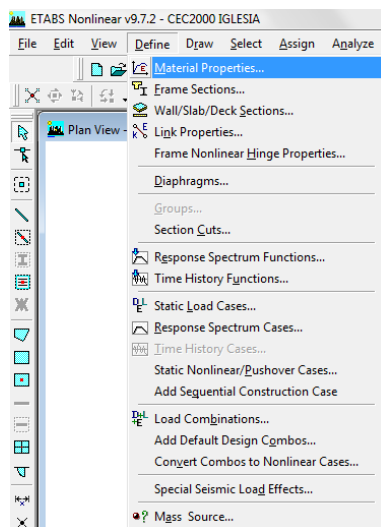 ETABS Nonlinear v9.7.2 - CEC2000 IGLESIA
File Edit View Define Draw Select Assign Analyze
Material Properties...
Frame Sections...
Wall/Slab/Deck Sections...
Link Properties...
Frame Nonlinear Hinge Properties...
Plan View -
Diaphragms...
Groups...
Section Cuts...
Response Spectrum Functions...
Time History Functions...
Static Load Cases...
Response Spectrum Cases...
Time History Cases...
Static Nonlinear/Pushover Cases...
Add Sequential Construction Case
Load Combinations...
Add Default Design Combos...
Convert Combos to Nonlinear Cases...
Special Seismic Load Effects...
Mass Source...